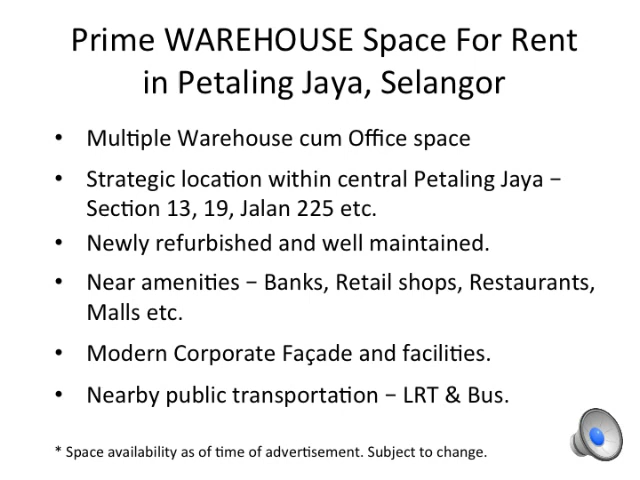 Prime WAREHOUSE Space For Rent
in Petaling Jaya, Selangor
• Multiple Warehouse cum Office space
• Strategic location within central Petaling Jaya –
Section 13, 19, Jalan 225 etc.
• Newly refurbished and well maintained.
• Near amenities – Banks, Retail shops, Restaurants,
Malls etc.
• Modern Corporate Façade and facilities.
• Nearby public transportation – LRT & Bus.
* Space availability as of time of advertisement. Subject to change.